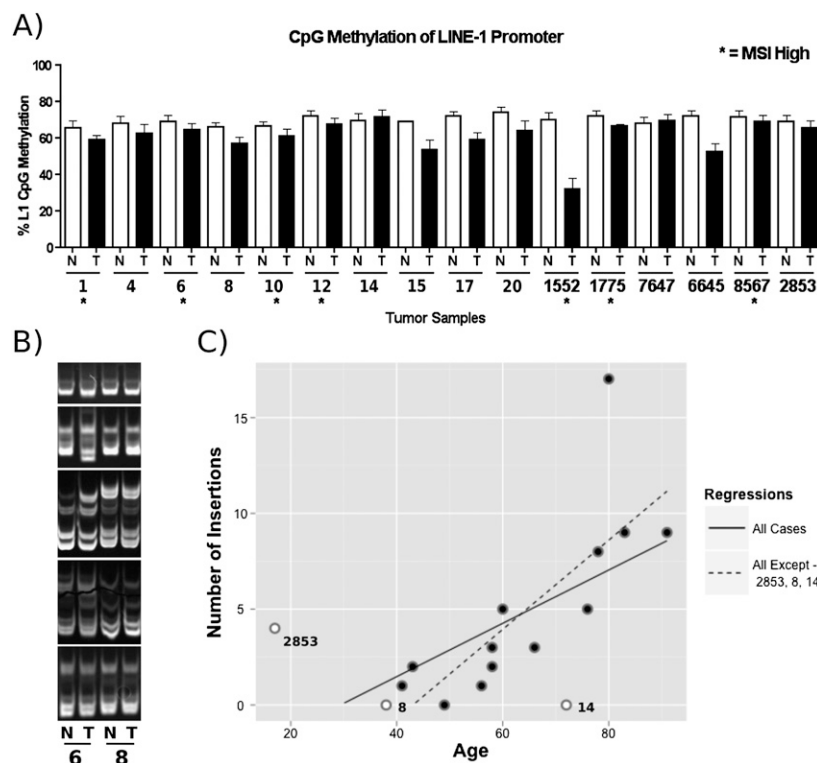 A)
CpG Methylation of LINE-1 Promoter
* = MSI High
% L1 CpG Methylation
100
80
60
40
20
0
N T N T N T N T N T N T N T N T N T N T N T N T N T N T N T N T
1 4 6 8 10 12 14 15 17 20 1552 1775 7647 6645 8567 2853
* * * * * * *
Tumor Samples
B)
N T N T
6 8
C)
Number of Insertions
15
10
5
0
2853
8
14
20 40 60 80
Age
Regressions
All Cases
All Except -
2853, 8, 14